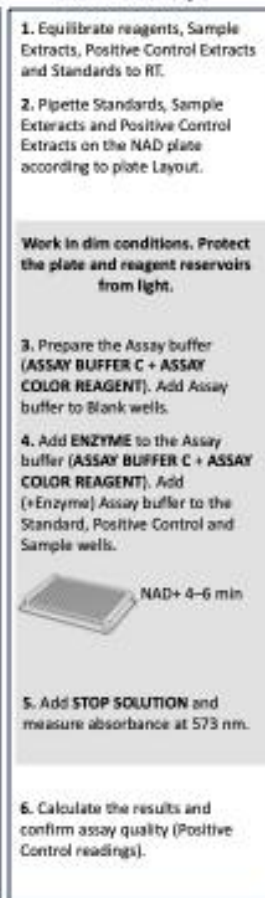 1. Equilibrate reagents, Sample
Extracts, Positive Control Extracts
and Standards to RT.
2. Pipette Standards, Sample
Exteracts and Positive Control
Extracts on the NAD plate
according to plate Layout.
Work in dim conditions. Protect
the plate and reagent reservoirs
from light.
3. Prepare the Assay buffer
(ASSAY BUFFER C + ASSAY
COLOR REAGENT). Add Assay
buffer to Blank wells.
4. Add ENZYME to the Assay
buffer (ASSAY BUFFER C + ASSAY
COLOR REAGENT). Add
(+Enzyme) Assay buffer to the
Standard, Positive Control and
Sample wells.
NAD+ 4–6 min
5. Add STOP SOLUTION and
measure absorbance at 573 nm.
6. Calculate the results and
confirm assay quality (Positive
Control readings).